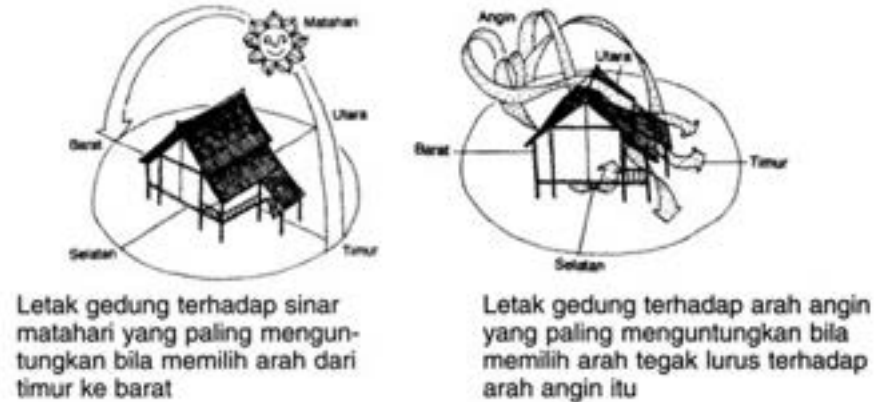 Matahari
Utara
Barat
Selatan
Timur
Letak gedung terhadap sinar
matahari yang paling mengun-
tungkan bila memilih arah dari
timur ke barat
Angin
Utara
Barat
Timur
Selatan
Letak gedung terhadap arah angin
yang paling menguntungkan bila
memilih arah tegak lurus terhadap
arah angin itu